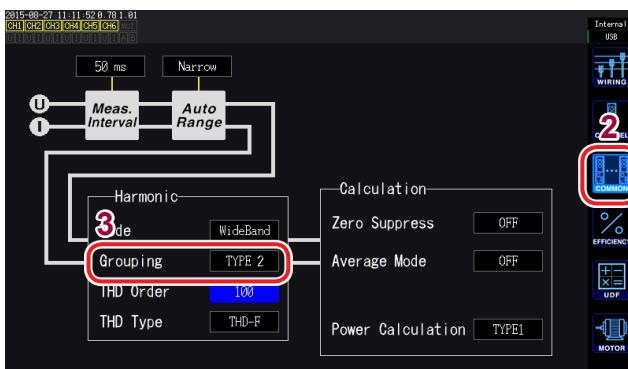 2015-08-27 11:11:52 0.78 1.01
CH1 CH2 CH3 CH4 CH5 CH6
U I U I U I U I U I U I A B
Internal
USB
50 ms
Narrow
WIRING
U
I
Meas.
Interval
Auto
Range
2
COMMON
Harmonic
Calculation
3
WideBand
Zero Suppress
OFF
EFFICIENCY
Grouping
TYPE 2
Average Mode
OFF
THD Order
100
UDF
THD Type
THD-F
Power Calculation
TYPE1
MOTOR